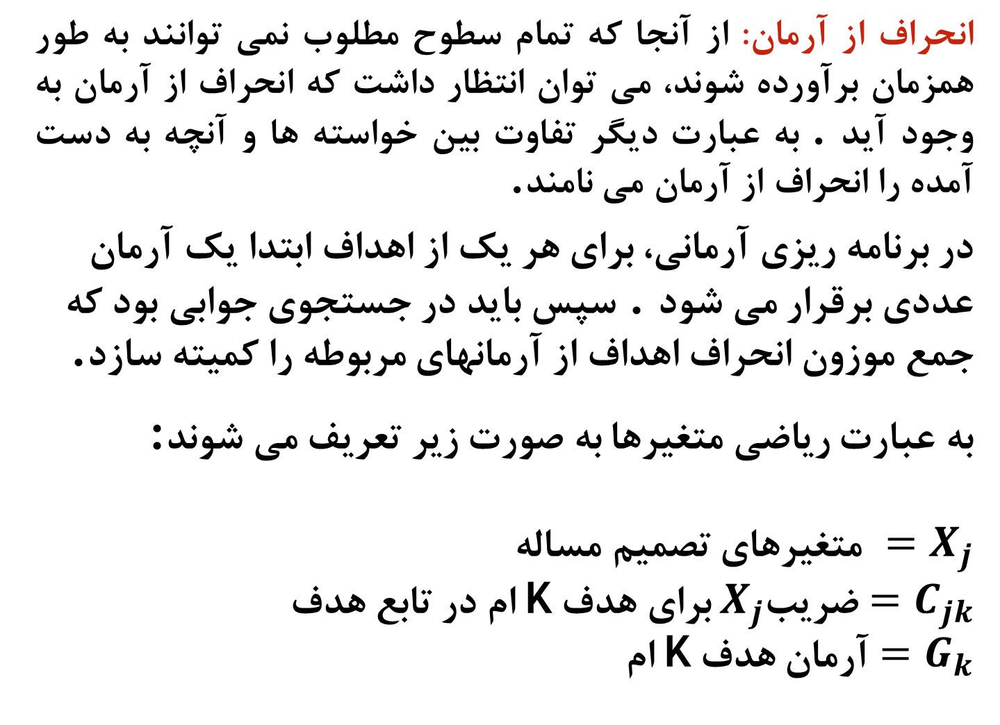 انحراف از آرمان: از آنجا که تمام سطوح مطلوب نمی توانند به طور
همزمان برآورده شوند، می توان انتظار داشت که انحراف از آرمان به
وجود آید . به عبارت دیگر تفاوت بین خواسته ها و آنچه به دست
آمده را انحراف از آرمان می نامند.
در برنامه ریزی آرمانی، برای هر یک از اهداف ابتدا یک آرمان
عددی برقرار می شود . سپس باید در جستجوی جوابی بود که
جمع موزون انحراف اهداف از آرمانهای مربوطه را کمیته سازد.
به عبارت ریاضی متغیرها به صورت زیر تعریف می شوند:
X_j = متغیرهای تصمیم مساله
C_jk = ضریب X_j برای هدف K ام در تابع هدف
G_k = آرمان هدف K ام